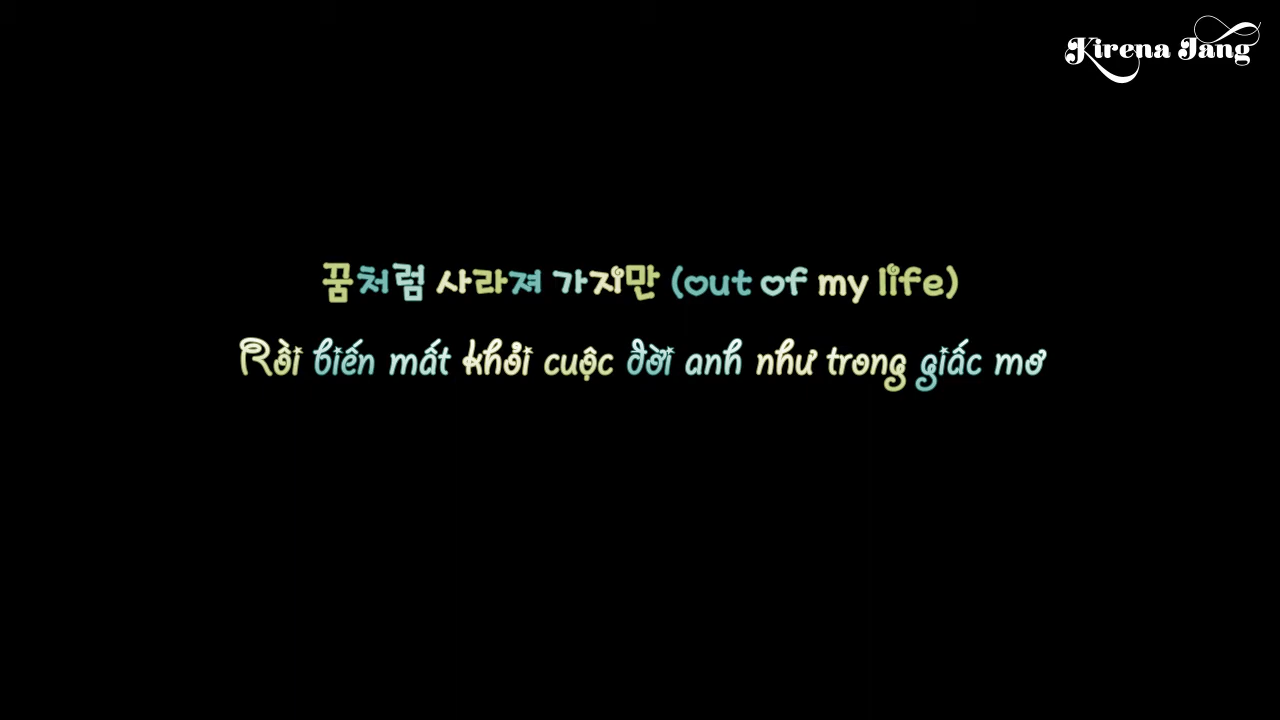 Kirena Jang
꿈처럼 사라져 가지만 (out of my life)
Rồi biến mất khỏi cuộc đời anh như trong giấc mơ